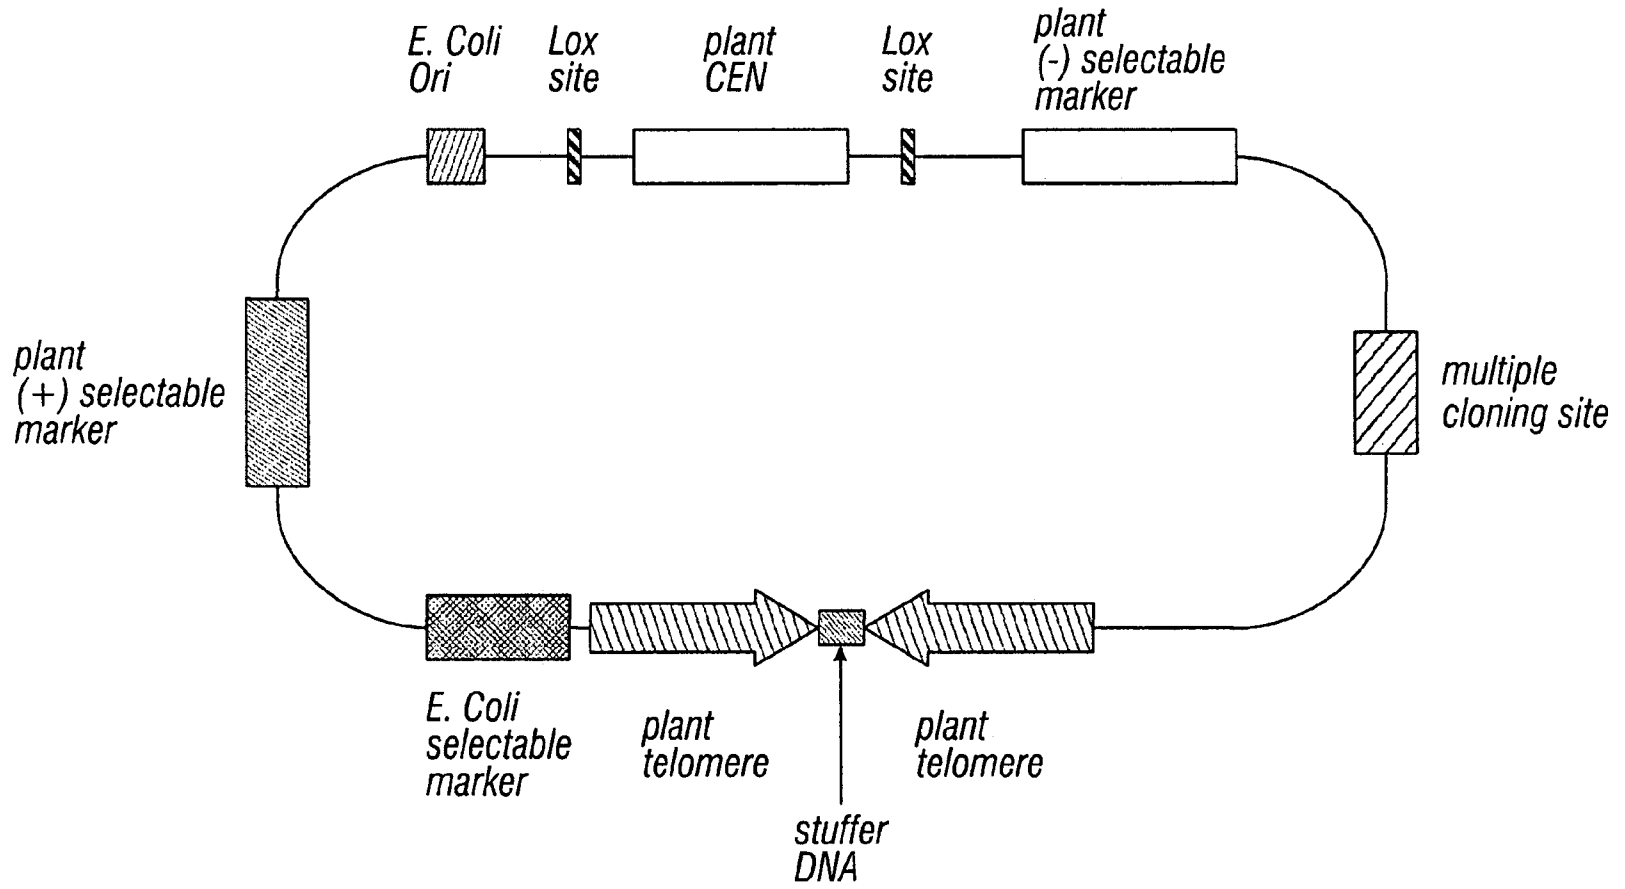 E. Coli
Ori
Lox
site
plant
CEN
Lox
site
plant
(-) selectable
marker
plant
(+) selectable
marker
multiple
cloning site
E. Coli
selectable
marker
plant
telomere
plant
telomere
stuffer
DNA